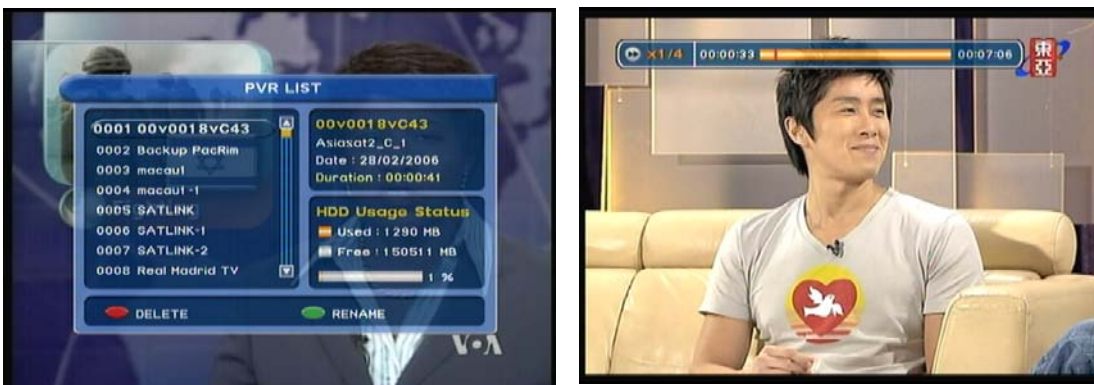 PVR LIST
0001 00v0018vC43
0002 Backup PacRim
0003 macau1
0004 macau1-1
0005 SATLINK
0006 SATLINK-1
0007 SATLINK-2
0008 Real Madrid TV
00v0018vC43
Asiasat2_C_1
Date : 28/02/2006
Duration : 00:00:41
HDD Usage Status
Used : 1290 MB
Free : 150511 MB
1 %
DELETE
RENAME
VOA
x1/4 00:00:33 00:07:06
東亞